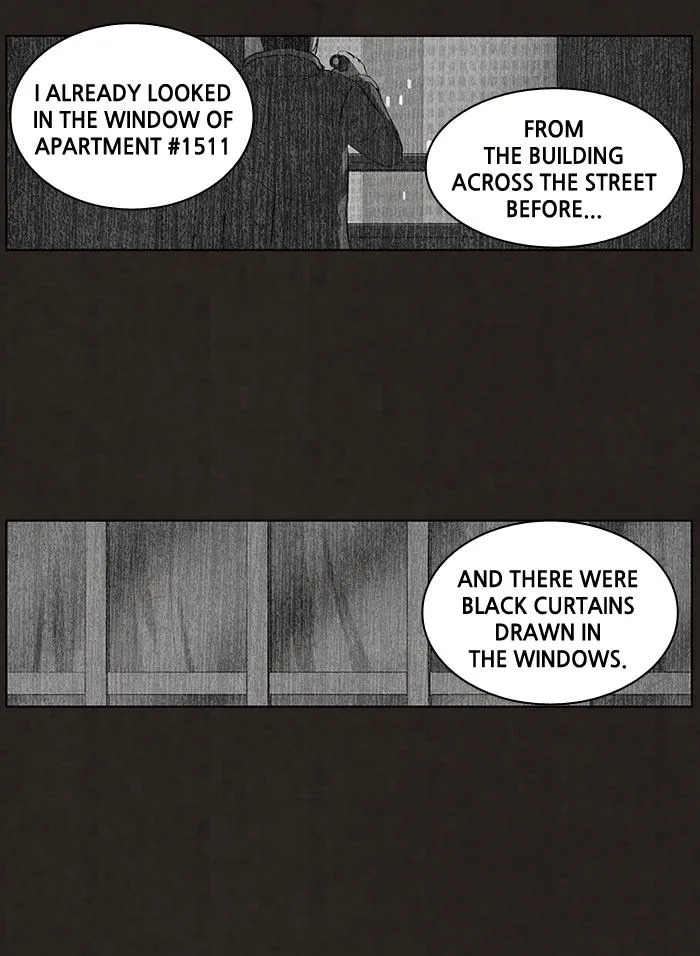 I ALREADY LOOKED
IN THE WINDOW OF
APARTMENT #1511
FROM
THE BUILDING
ACROSS THE STREET
BEFORE...
AND THERE WERE
BLACK CURTAINS
DRAWN IN
THE WINDOWS.